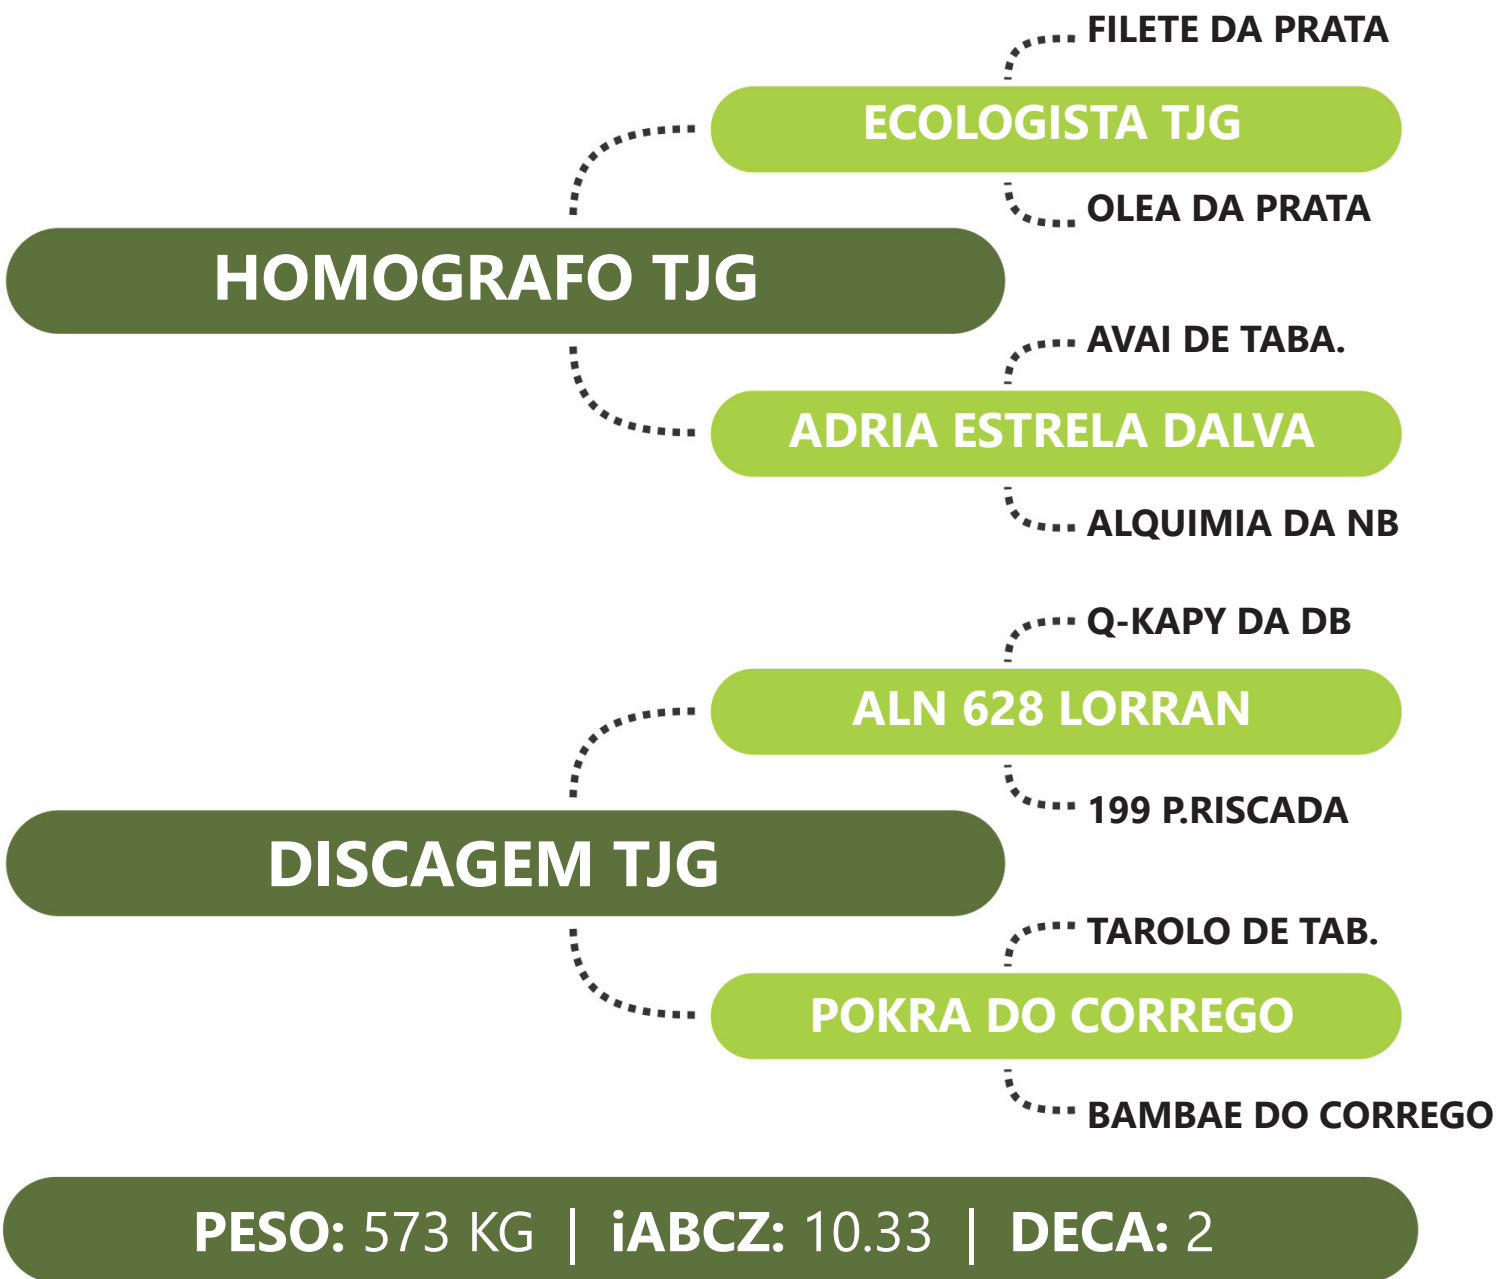 FILETE DA PRATA
ECOLOGISTA TJG
OLEA DA PRATA
HOMOGRAFO TJG
AVAI DE TABA.
ADRIA ESTRELA DALVA
ALQUIMIA DA NB
Q-KAPY DA DB
ALN 628 LORRAN
199 P.RISCADA
DISCAGEM TJG
TAROLO DE TAB.
POKRA DO CORREGO
BAMBAE DO CORREGO
PESO: 573 KG | iABCZ: 10.33 | DECA: 2